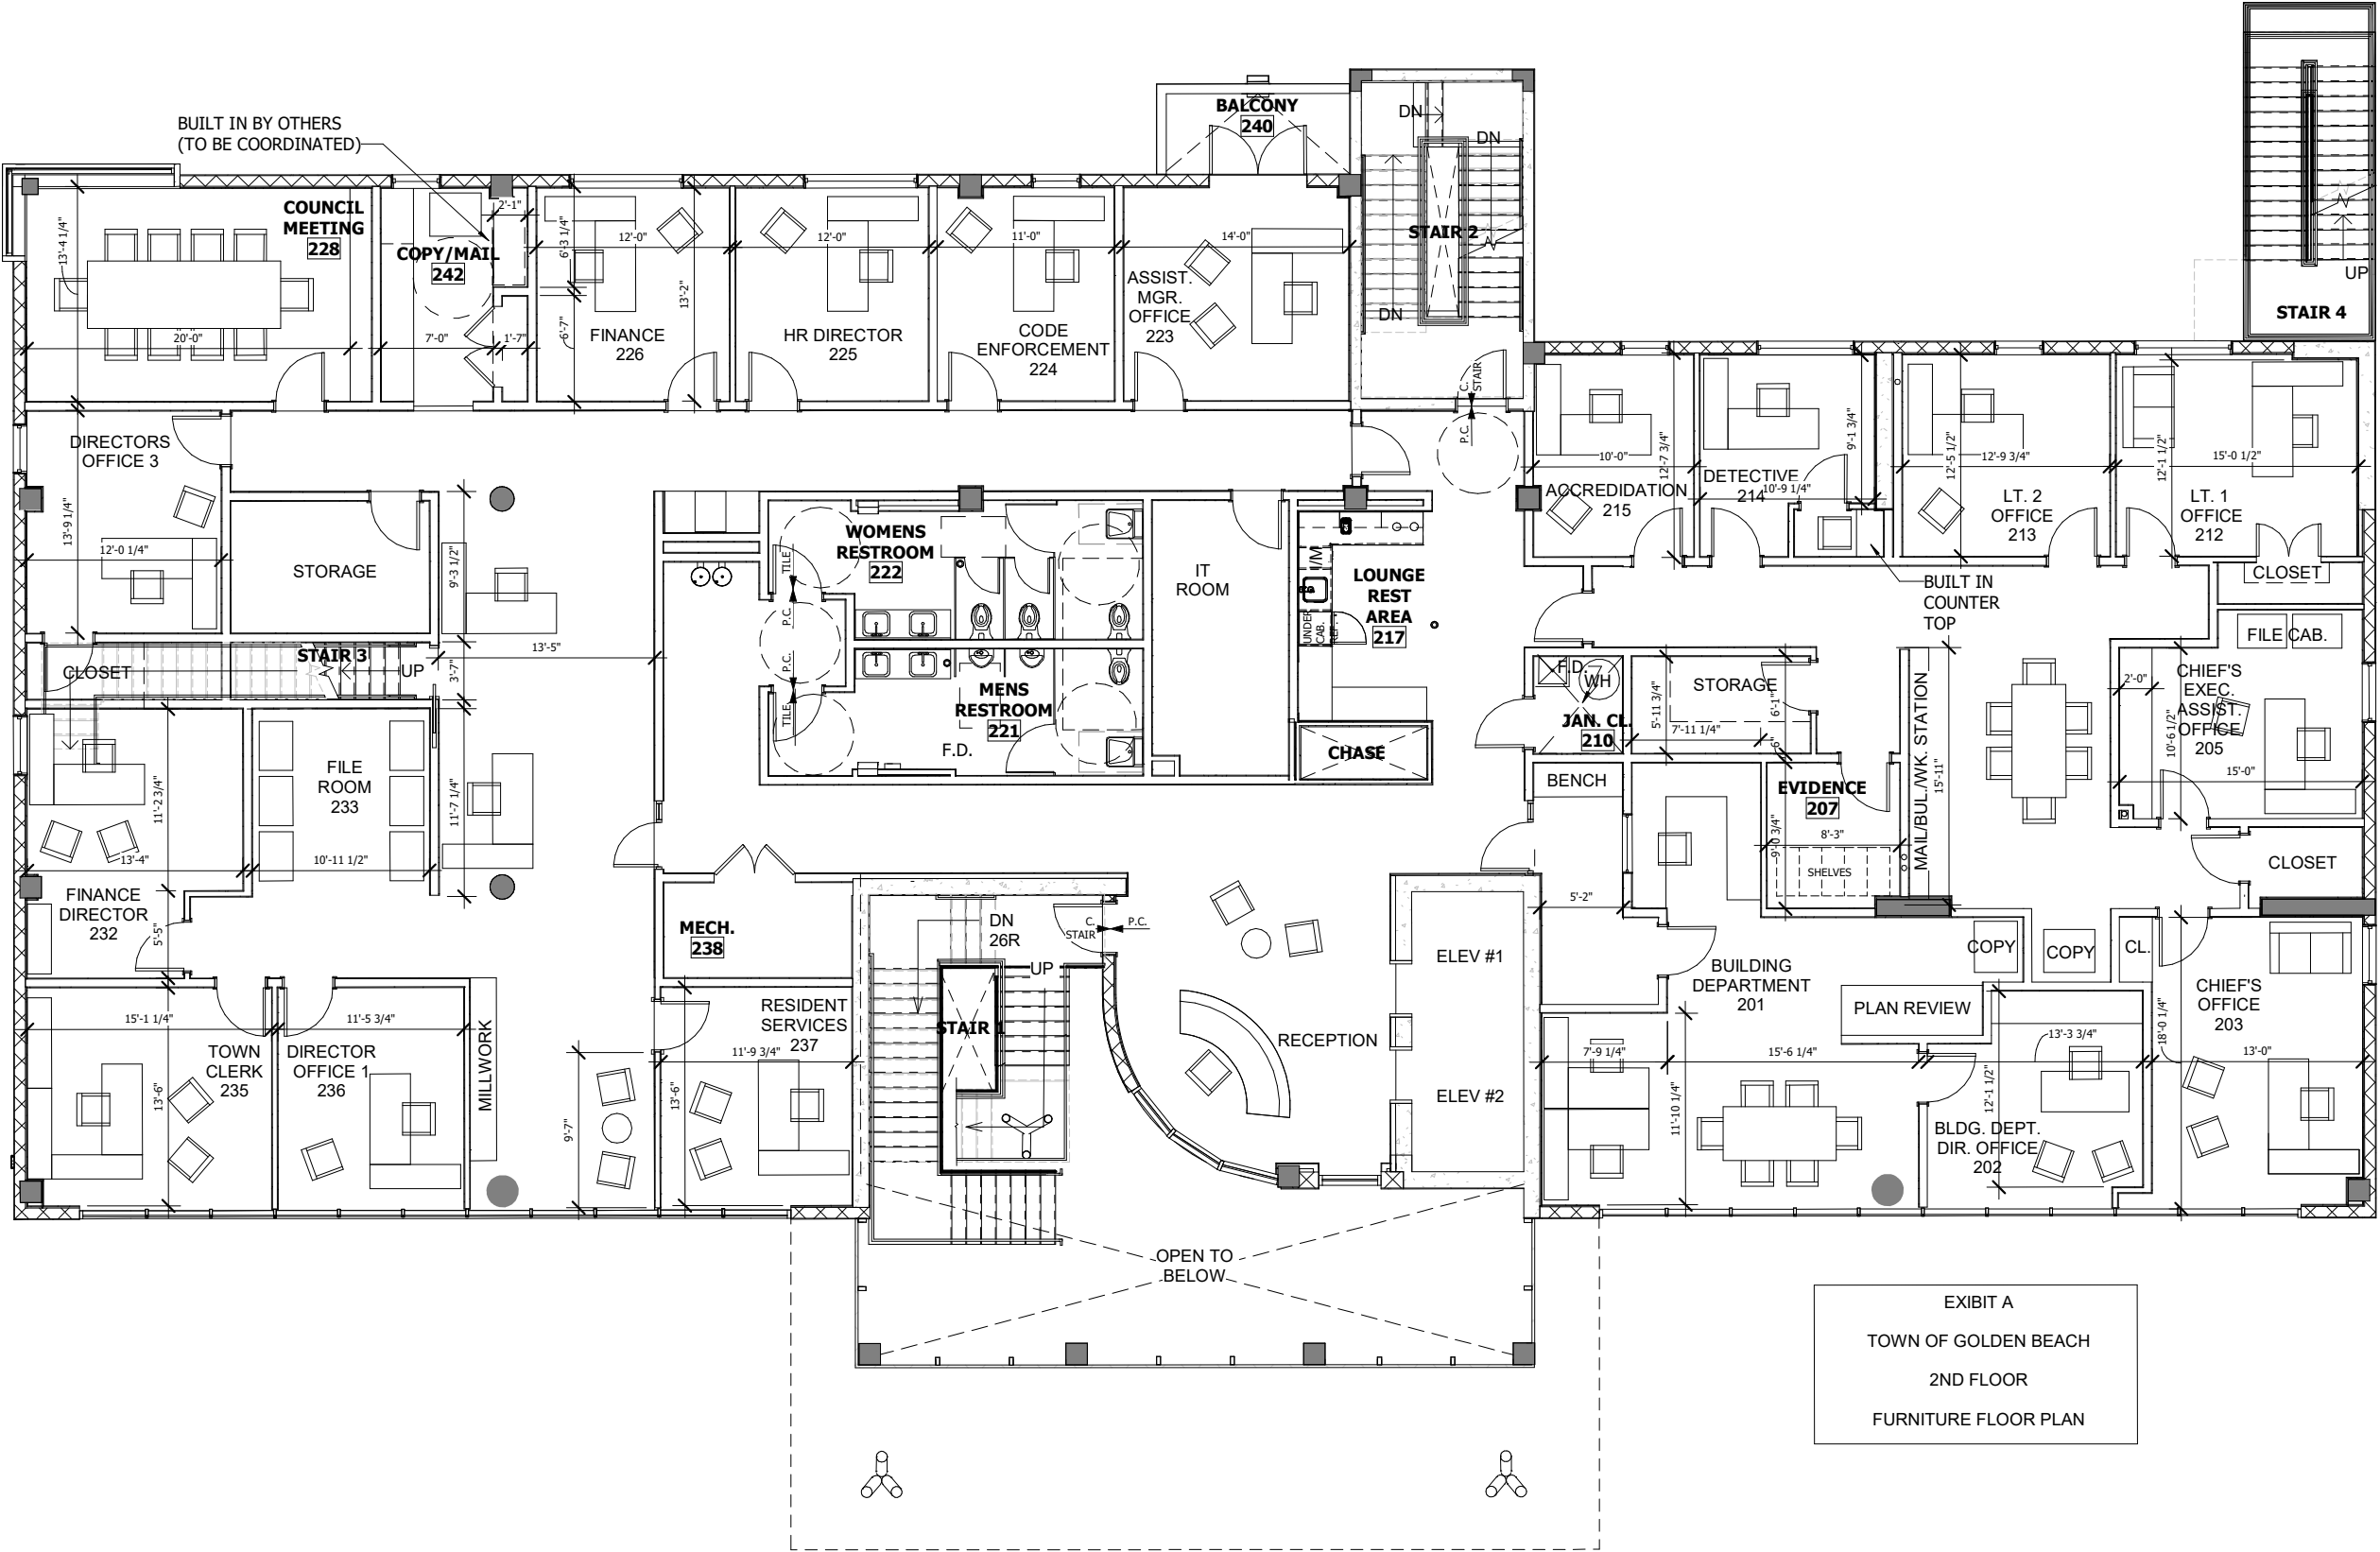 BUILT IN BY OTHERS
(TO BE COORDINATED)
BALCONY
240
DN
DN
DN
STAIR 2
UP
STAIR 4
COUNCIL
MEETING
228
13'-4 1/4"
20'-0"
COPY/MAIL
242
2'-1"
7'-0"
1'-7"
6'-3 1/4"
6'-7"
12'-0"
13'-2"
FINANCE
226
12'-0"
HR DIRECTOR
225
11'-0"
CODE
ENFORCEMENT
224
14'-0"
ASSIST.
MGR.
OFFICE
223
C.
STAIR
P.C.
DIRECTORS
OFFICE 3
13'-9 1/4"
12'-0 1/4"
STORAGE
9'-3 1/2"
WOMENS
RESTROOM
222
TILE
P.C.
P.C.
TILE
MENS
RESTROOM
221
F.D.
IT
ROOM
LOUNGE
REST
AREA
217
I/M
UNDER
CAB.
REF.
CHASE
10'-0"
12'-7 3/4"
ACCREDIDATION
215
DETECTIVE
214
10'-9 1/4"
9'-1 3/4"
12'-5 1/2"
12'-9 3/4"
LT. 2
OFFICE
213
12'-1 1/2"
15'-0 1/2"
LT. 1
OFFICE
212
CLOSET
BUILT IN
COUNTER
TOP
FILE CAB.
CLOSET
STAIR 3
UP
3'-7"
13'-5"
F.D.
WH
JAN. CL.
210
STORAGE
5'-11 3/4"
7'-11 1/4"
6'-1"
6"
MAIL/BUL./WK. STATION
15'-11"
2'-0"
CHIEF'S
EXEC.
ASSIST.
OFFICE
205
10'-6 1/2"
15'-0"
11'-2 3/4"
13'-4"
FINANCE
DIRECTOR
232
5'-5"
FILE
ROOM
233
10'-11 1/2"
11'-7 1/4"
BENCH
EVIDENCE
207
8'-3"
9'-0 3/4"
SHELVES
5'-2"
CLOSET
MECH.
238
DN
26R
C.
STAIR
P.C.
UP
STAIR 1
ELEV #1
ELEV #2
RECEPTION
BUILDING
DEPARTMENT
201
COPY
COPY
CL.
PLAN REVIEW
CHIEF'S
OFFICE
203
18'-0 1/4"
13'-0"
15'-1 1/4"
TOWN
CLERK
235
13'-6"
11'-5 3/4"
DIRECTOR
OFFICE 1
236
MILLWORK
9'-7"
RESIDENT
SERVICES
237
11'-9 3/4"
13'-6"
7'-9 1/4"
15'-6 1/4"
11'-10 1/4"
13'-3 3/4"
12'-1 1/2"
BLDG. DEPT.
DIR. OFFICE
202
OPEN TO
BELOW
EXIBIT A
TOWN OF GOLDEN BEACH
2ND FLOOR
FURNITURE FLOOR PLAN